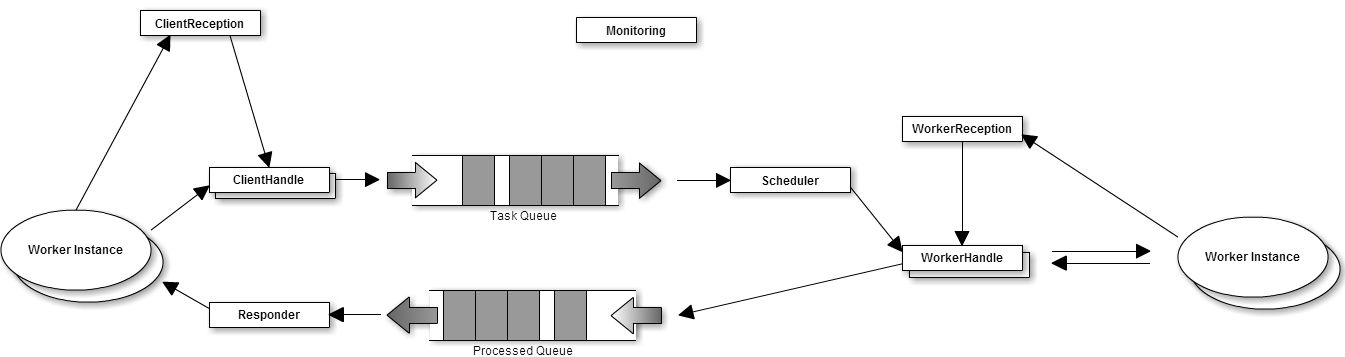 ClientReception
Monitoring
WorkerReception
ClientHandle
Scheduler
Task Queue
Worker Instance
WorkerHandle
Worker Instance
Responder
Processed Queue